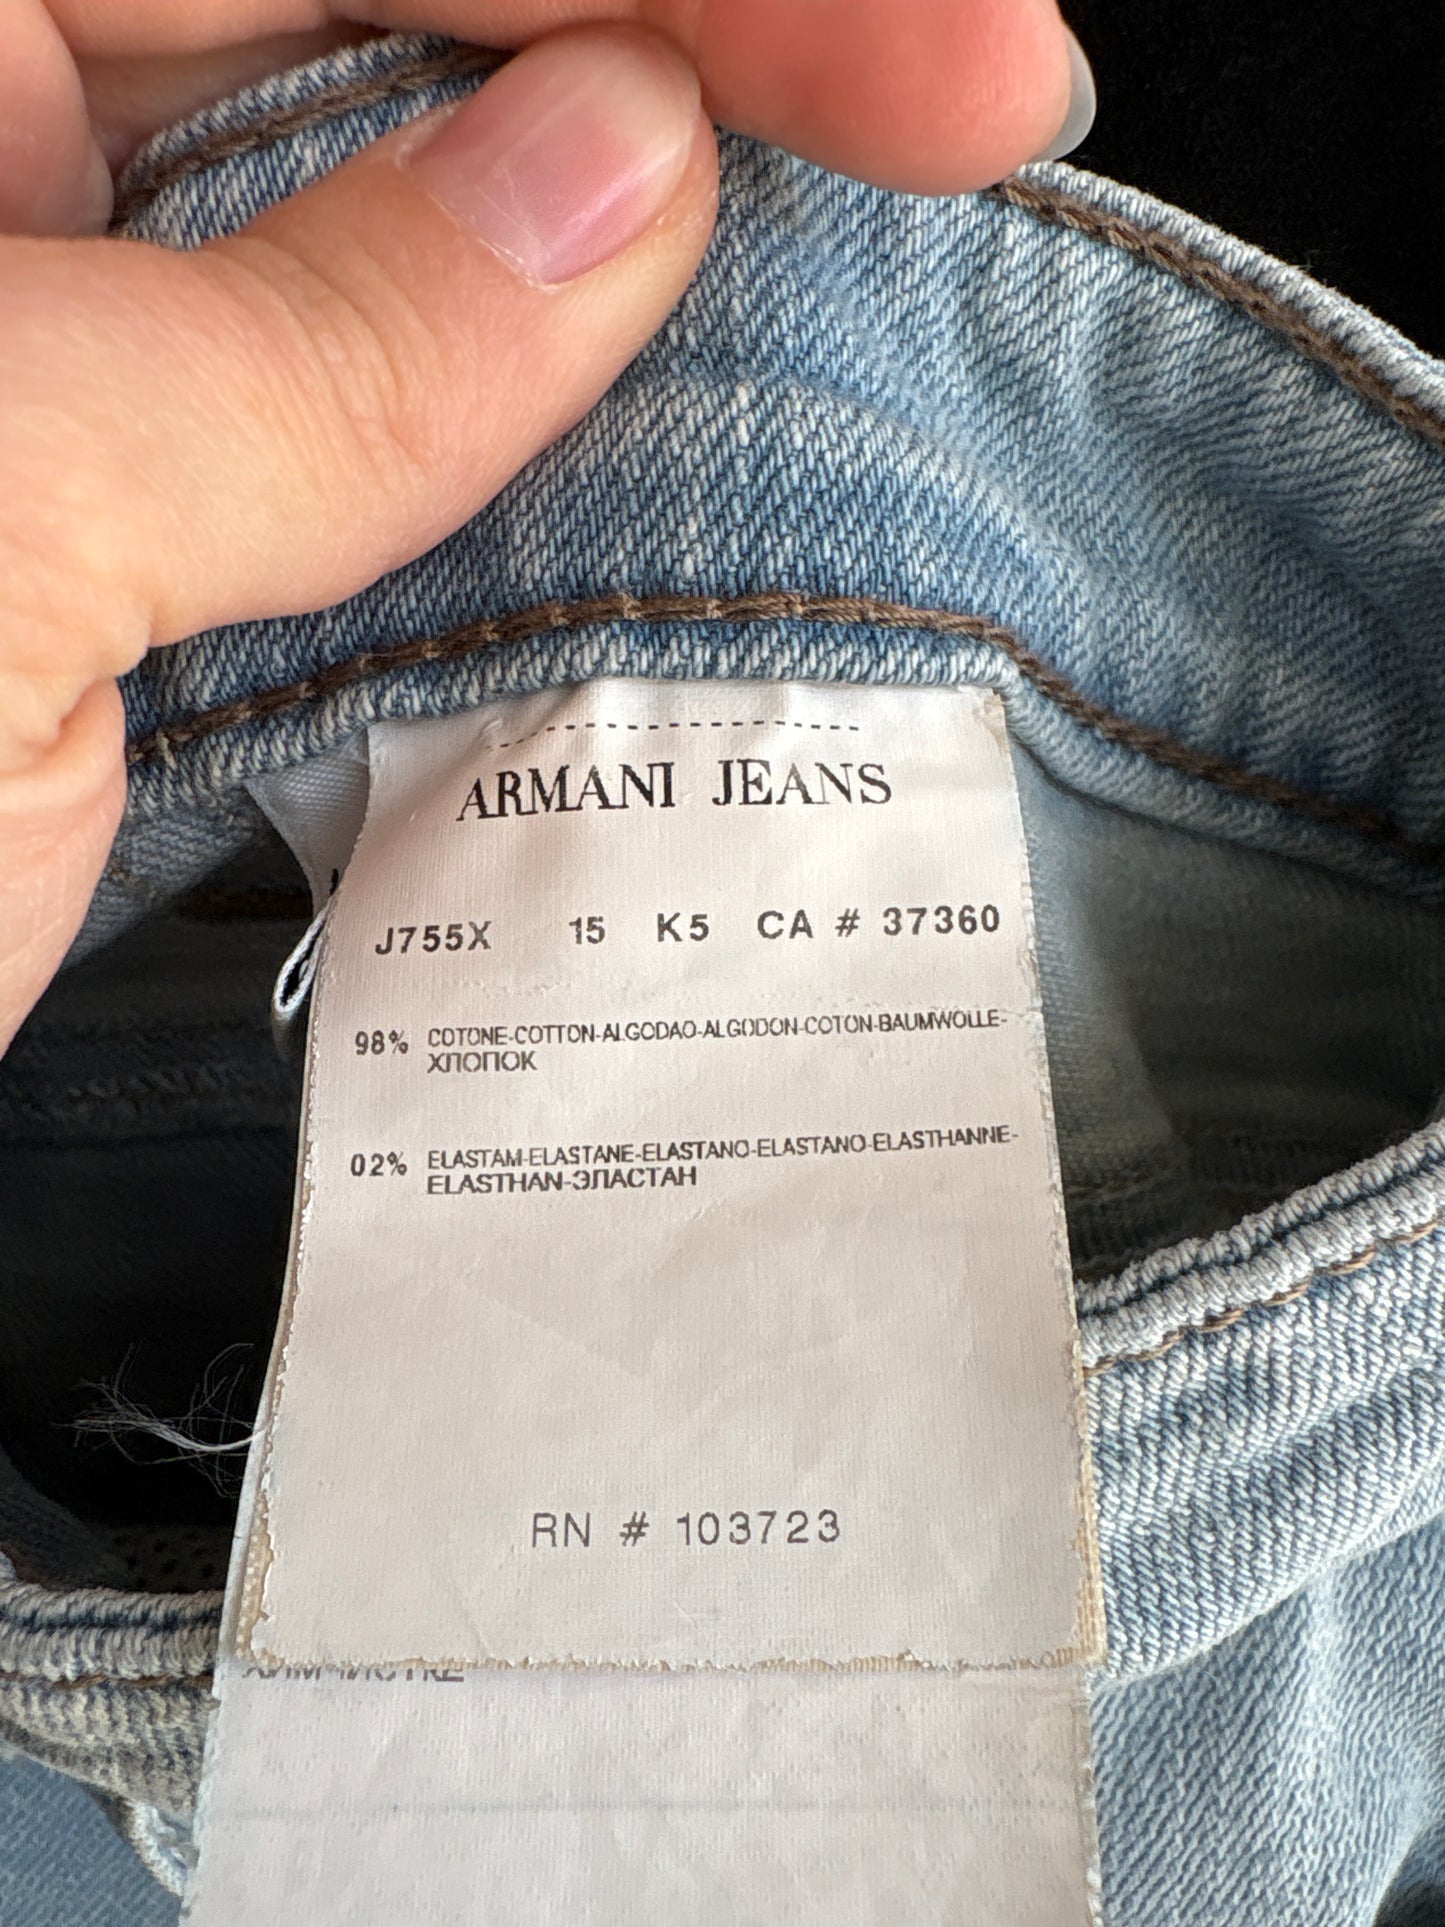 ARMANI JEANS
J755X 15 K5 CA # 37360
98% COTONE-COTTON-ALGODAO-ALGODON-COTON-BAUMWOLLE-
ХЛОПОК
02% ELASTAM-ELASTANE-ELASTANO-ELASTANO-ELASTHANNE-
ELASTHAN-ЭЛАСТАН
RN # 103723